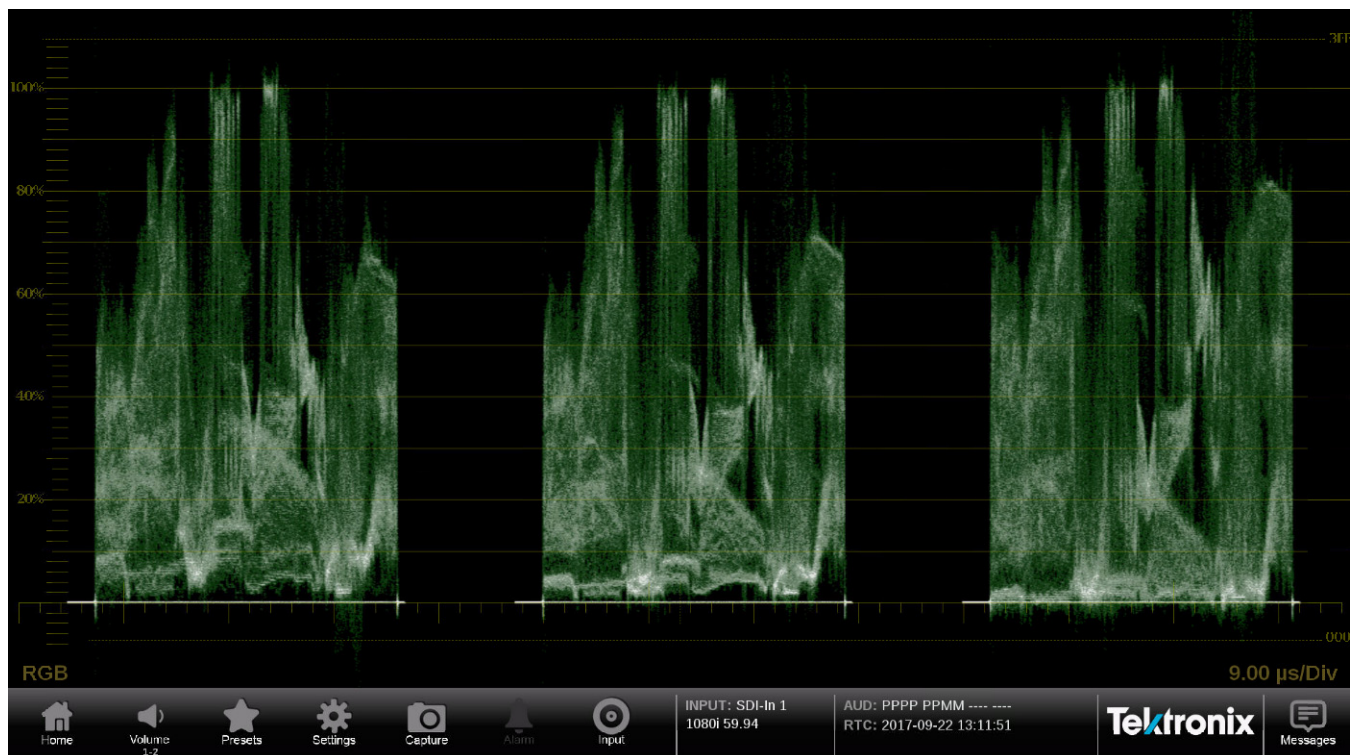 3FF
100%
80%
60%
40%
20%
000
RGB
9.00 µs/Div
Home
Volume
1-2
Presets
Settings
Capture
Alarm
Input
INPUT: SDI-In 1
1080i 59.94
AUD: PPPP PPMM ---- ----
RTC: 2017-09-22 13:11:51
Tektronix
Messages